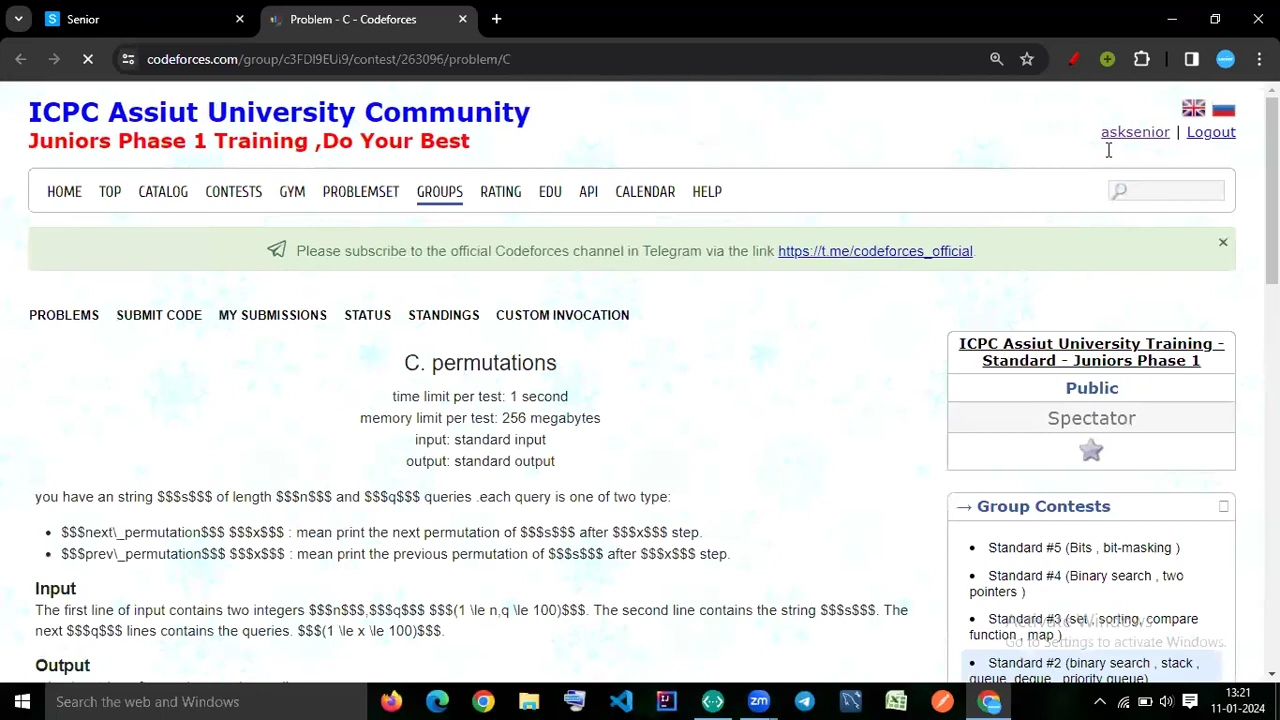 Senior
Problem - C - Codeforces
codeforces.com/group/c3FDI9EUi9/contest/263096/problem/C
ICPC Assiut University Community
Juniors Phase 1 Training ,Do Your Best
asksenior | Logout
HOME TOP CATALOG CONTESTS GYM PROBLEMSET GROUPS RATING EDU API CALENDAR HELP
Please subscribe to the official Codeforces channel in Telegram via the link https://t.me/codeforces_official.
PROBLEMS SUBMIT CODE MY SUBMISSIONS STATUS STANDINGS CUSTOM INVOCATION
C. permutations
time limit per test: 1 second
memory limit per test: 256 megabytes
input: standard input
output: standard output
you have an string $$$s$$$ of length $$$n$$$ and $$$q$$$ queries .each query is one of two type:
• $$$next\_permutation$$$ $$$x$$$ : mean print the next permutation of $$$s$$$ after $$$x$$$ step.
• $$$prev\_permutation$$$ $$$x$$$ : mean print the previous permutation of $$$s$$$ after $$$x$$$ step.
Input
The first line of input contains two integers $$$n$$$,$$$q$$$ $$$(1 \le n,q \le 100)$$$. The second line contains the string $$$s$$$. The
next $$$q$$$ lines contains the queries. $$$(1 \le x \le 100)$$$.
Output
ICPC Assiut University Training -
Standard - Juniors Phase 1
Public
Spectator
→ Group Contests
• Standard #5 (Bits , bit-masking )
• Standard #4 (Binary search , two
pointers )
• Standard #3 (set , sorting, compare
function , map )
• Standard #2 (binary search , stack ,
queue, deque , priority queue)
Activate Windows
Go to Settings to activate Windows.
Search the web and Windows
13:21
11-01-2024